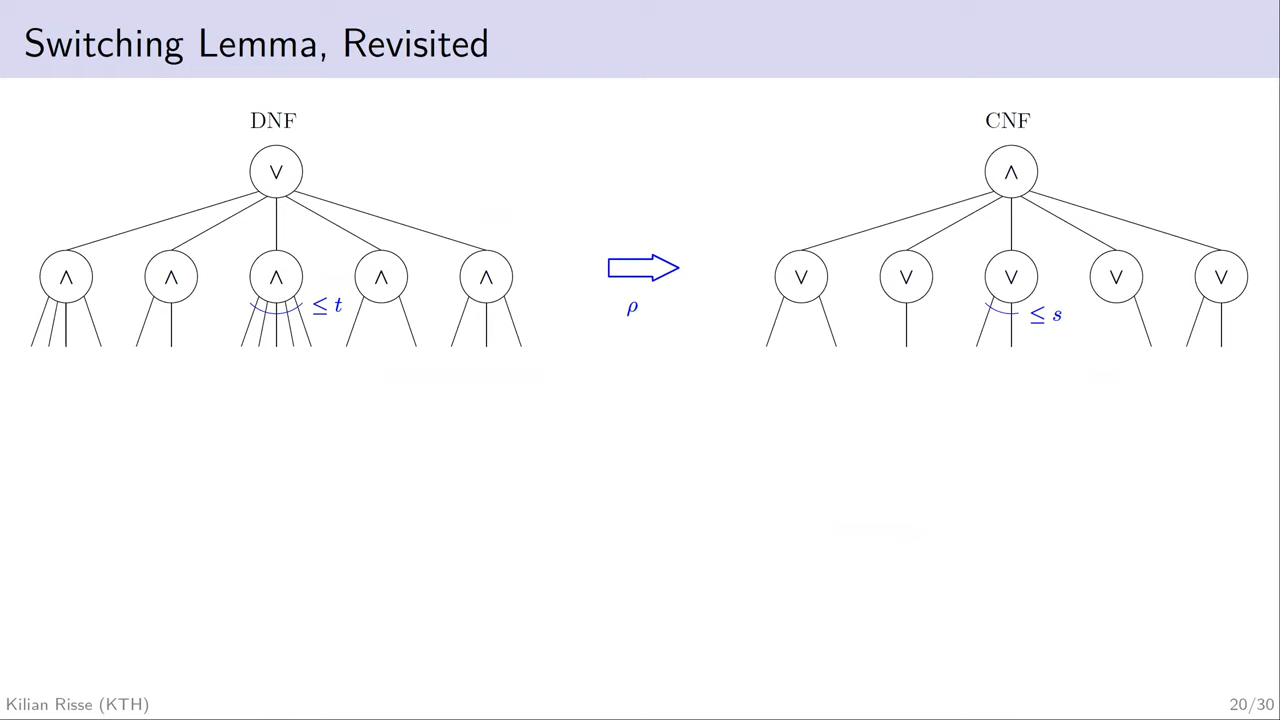 Switching Lemma, Revisited
DNF CNF
∨ ∧
∧ ∧ ∧ ∧ ∧ ∨ ∨ ∨ ∨ ∨
≤ t ρ ≤ s
Kilian Risse (KTH) 20/30